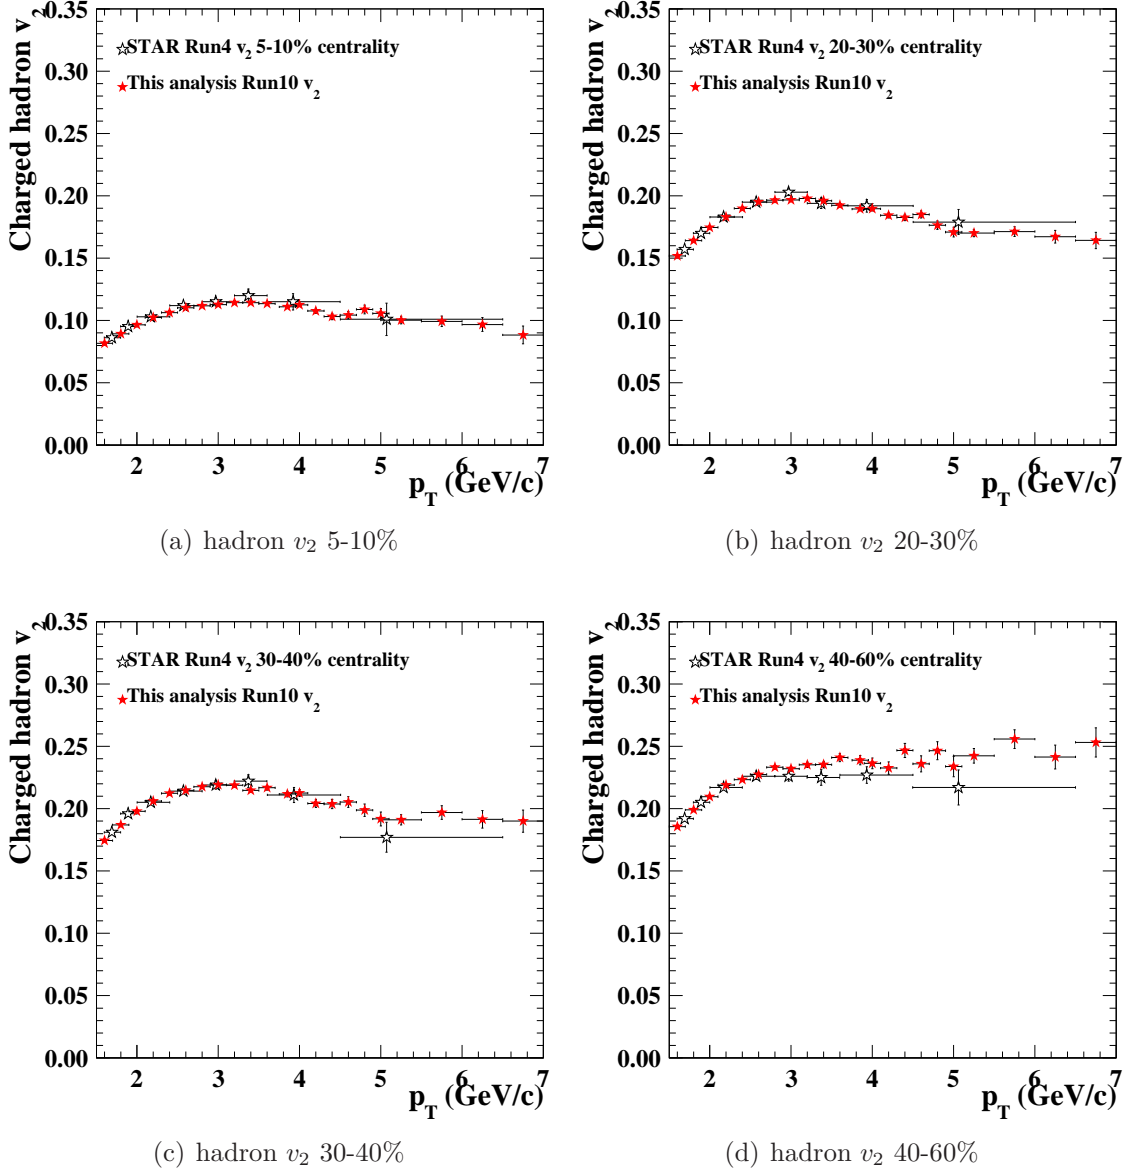 Charged hadron v2
0.35
0.30
0.25
0.20
0.15
0.10
0.05
0.00
STAR Run4 v2 5-10% centrality
This analysis Run10 v2
2 3 4 5 6 7
pT (GeV/c)
(a) hadron v2 5-10%
Charged hadron v2
0.35
0.30
0.25
0.20
0.15
0.10
0.05
0.00
STAR Run4 v2 20-30% centrality
This analysis Run10 v2
2 3 4 5 6 7
pT (GeV/c)
(b) hadron v2 20-30%
Charged hadron v2
0.35
0.30
0.25
0.20
0.15
0.10
0.05
0.00
STAR Run4 v2 30-40% centrality
This analysis Run10 v2
2 3 4 5 6 7
pT (GeV/c)
(c) hadron v2 30-40%
Charged hadron v2
0.35
0.30
0.25
0.20
0.15
0.10
0.05
0.00
STAR Run4 v2 40-60% centrality
This analysis Run10 v2
2 3 4 5 6 7
pT (GeV/c)
(d) hadron v2 40-60%